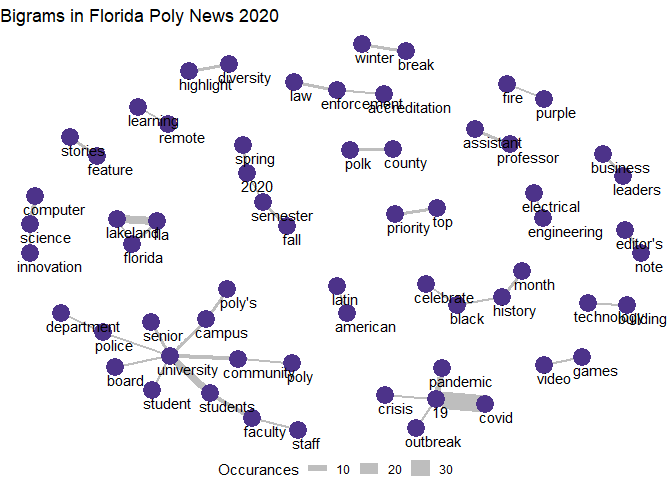 Bigrams in Florida Poly News 2020
winter
break
highlight
diversity
law
enforcement
accreditation
fire
purple
learning
remote
stories
feature
spring
2020
polk
county
assistant
professor
business
leaders
computer
science
innovation
lakeland
fla
florida
semester
fall
priority
top
electrical
engineering
editor's
note
poly's
campus
latin
american
celebrate
black
history
month
technology
building
department
police
senior
university
community
poly
board
student
students
faculty
staff
pandemic
crisis
19
covid
outbreak
video
games
Occurances 10 20 30